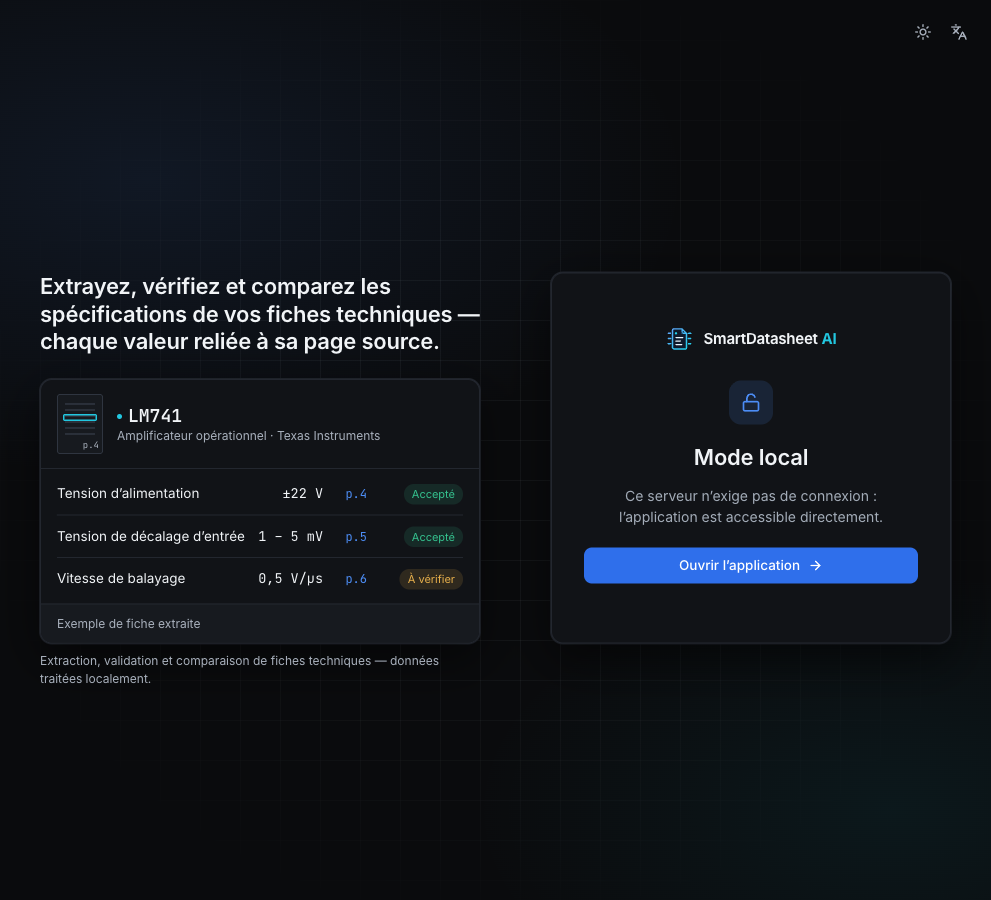 Extrayez, vérifiez et comparez les
spécifications de vos fiches techniques —
chaque valeur reliée à sa page source.
p.4
LM741
Amplificateur opérationnel · Texas Instruments
Tension d’alimentation ±22 V p.4 Accepté
Tension de décalage d’entrée 1 – 5 mV p.5 Accepté
Vitesse de balayage 0,5 V/µs p.6 À vérifier
Exemple de fiche extraite
Extraction, validation et comparaison de fiches techniques — données
traitées localement.
SmartDatasheet AI
Mode local
Ce serveur n’exige pas de connexion :
l’application est accessible directement.
Ouvrir l’application →